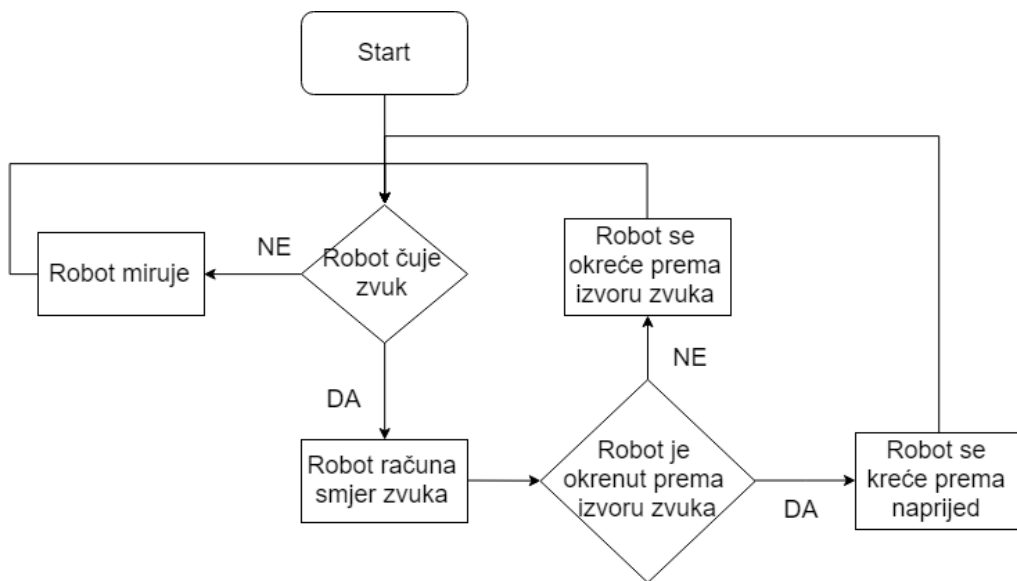 Start
NE
Robot čuje
zvuk
Robot miruje
Robot se
okreće prema
izvoru zvuka
NE
DA
Robot računa
smjer zvuka
Robot je
okrenut prema
izvoru zvuka
DA
Robot se
kreće prema
naprijed